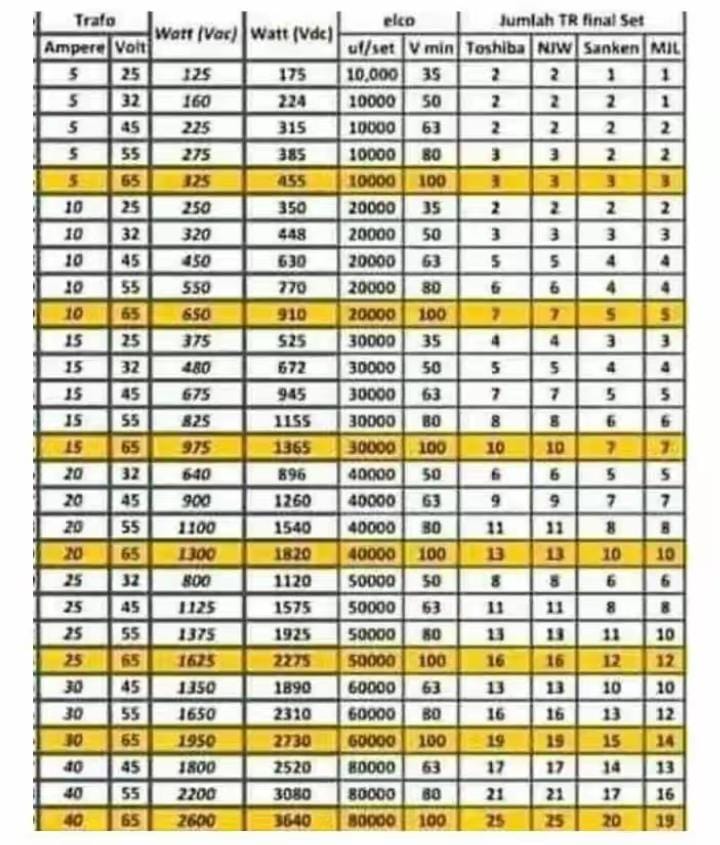 Trafo elco Jumlah TR final Set
Ampere Volt Watt (Vac) Watt (Vdc) uf/set V min Toshiba NJW Sanken MJL
5 25 125 175 10,000 35 2 2 1 1
5 32 160 224 10000 50 2 2 2 1
5 45 225 315 10000 63 2 2 2 2
5 55 275 385 10000 80 3 3 2 2
5 65 325 455 10000 100 3 3 3 3
10 25 250 350 20000 35 2 2 2 2
10 32 320 448 20000 50 3 3 3 3
10 45 450 630 20000 63 5 5 4 4
10 55 550 770 20000 80 6 6 4 4
10 65 650 910 20000 100 7 7 5 5
15 25 375 525 30000 35 4 4 3 3
15 32 480 672 30000 50 5 5 4 4
15 45 675 945 30000 63 7 7 5 5
15 55 825 1155 30000 80 8 8 6 6
15 65 975 1365 30000 100 10 10 7 7
20 32 640 896 40000 50 6 6 5 5
20 45 900 1260 40000 63 9 9 7 7
20 55 1100 1540 40000 80 11 11 8 8
20 65 1300 1820 40000 100 13 13 10 10
25 32 800 1120 50000 50 8 8 6 6
25 45 1125 1575 50000 63 11 11 8 8
25 55 1375 1925 50000 80 13 13 11 10
25 65 1625 2275 50000 100 16 16 12 12
30 45 1350 1890 60000 63 13 13 10 10
30 55 1650 2310 60000 80 16 16 13 12
30 65 1950 2730 60000 100 19 19 15 14
40 45 1800 2520 80000 63 17 17 14 13
40 55 2200 3080 80000 80 21 21 17 16
40 65 2600 3640 80000 100 25 25 20 19